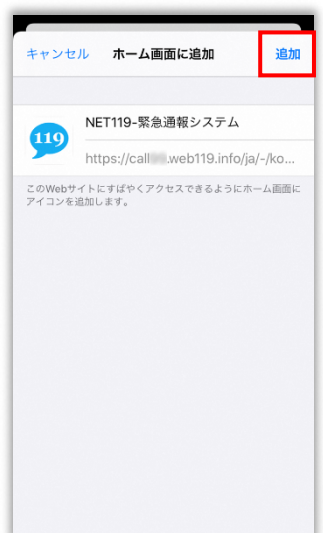 キャンセル ホーム画面に追加 追加
119 NET119-緊急通報システム
https://call .web119.info/ja/-/ko...
このWebサイトにすばやくアクセスできるようにホーム画面に
アイコンを追加します。